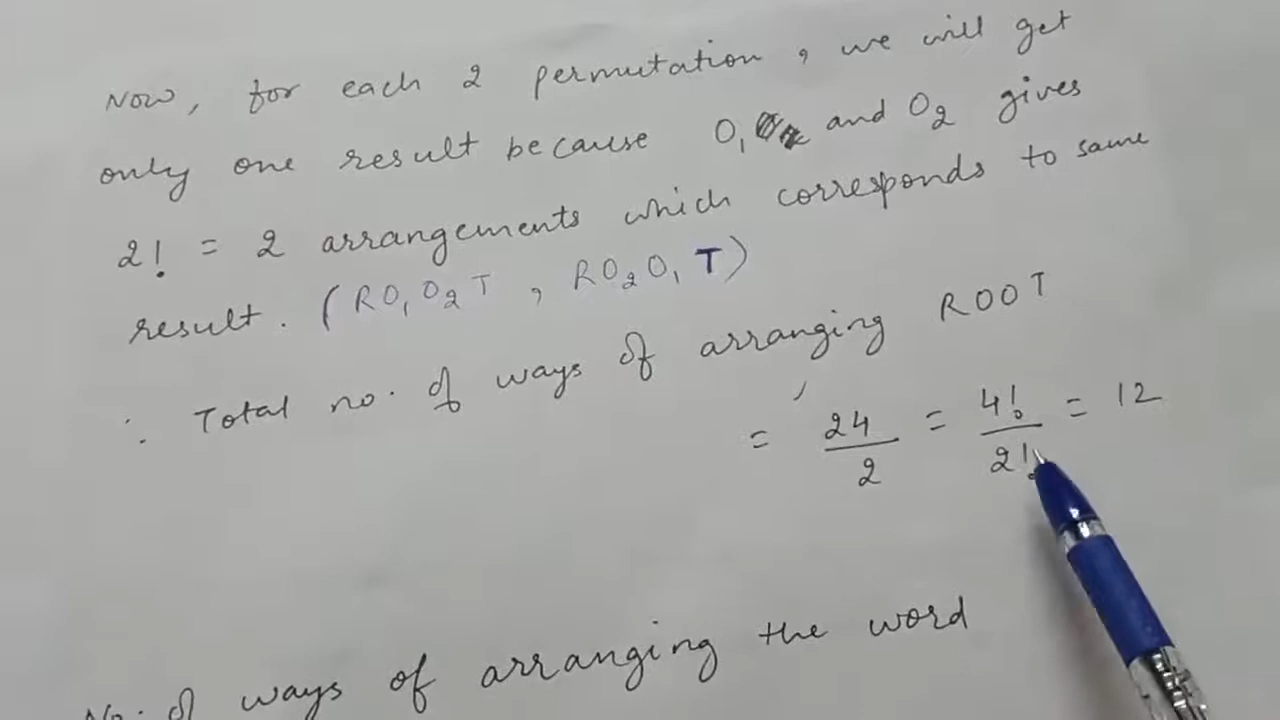 Now, for each 2 permutation, we will get
only one result because O₁ and O₂ gives
2! = 2 arrangements which corresponds to same
result. (RO₁O₂T, RO₂O₁T)
∴ Total no. of ways of arranging ROOT
= 24/2 = 4!/2! = 12
No. of ways of arranging the word